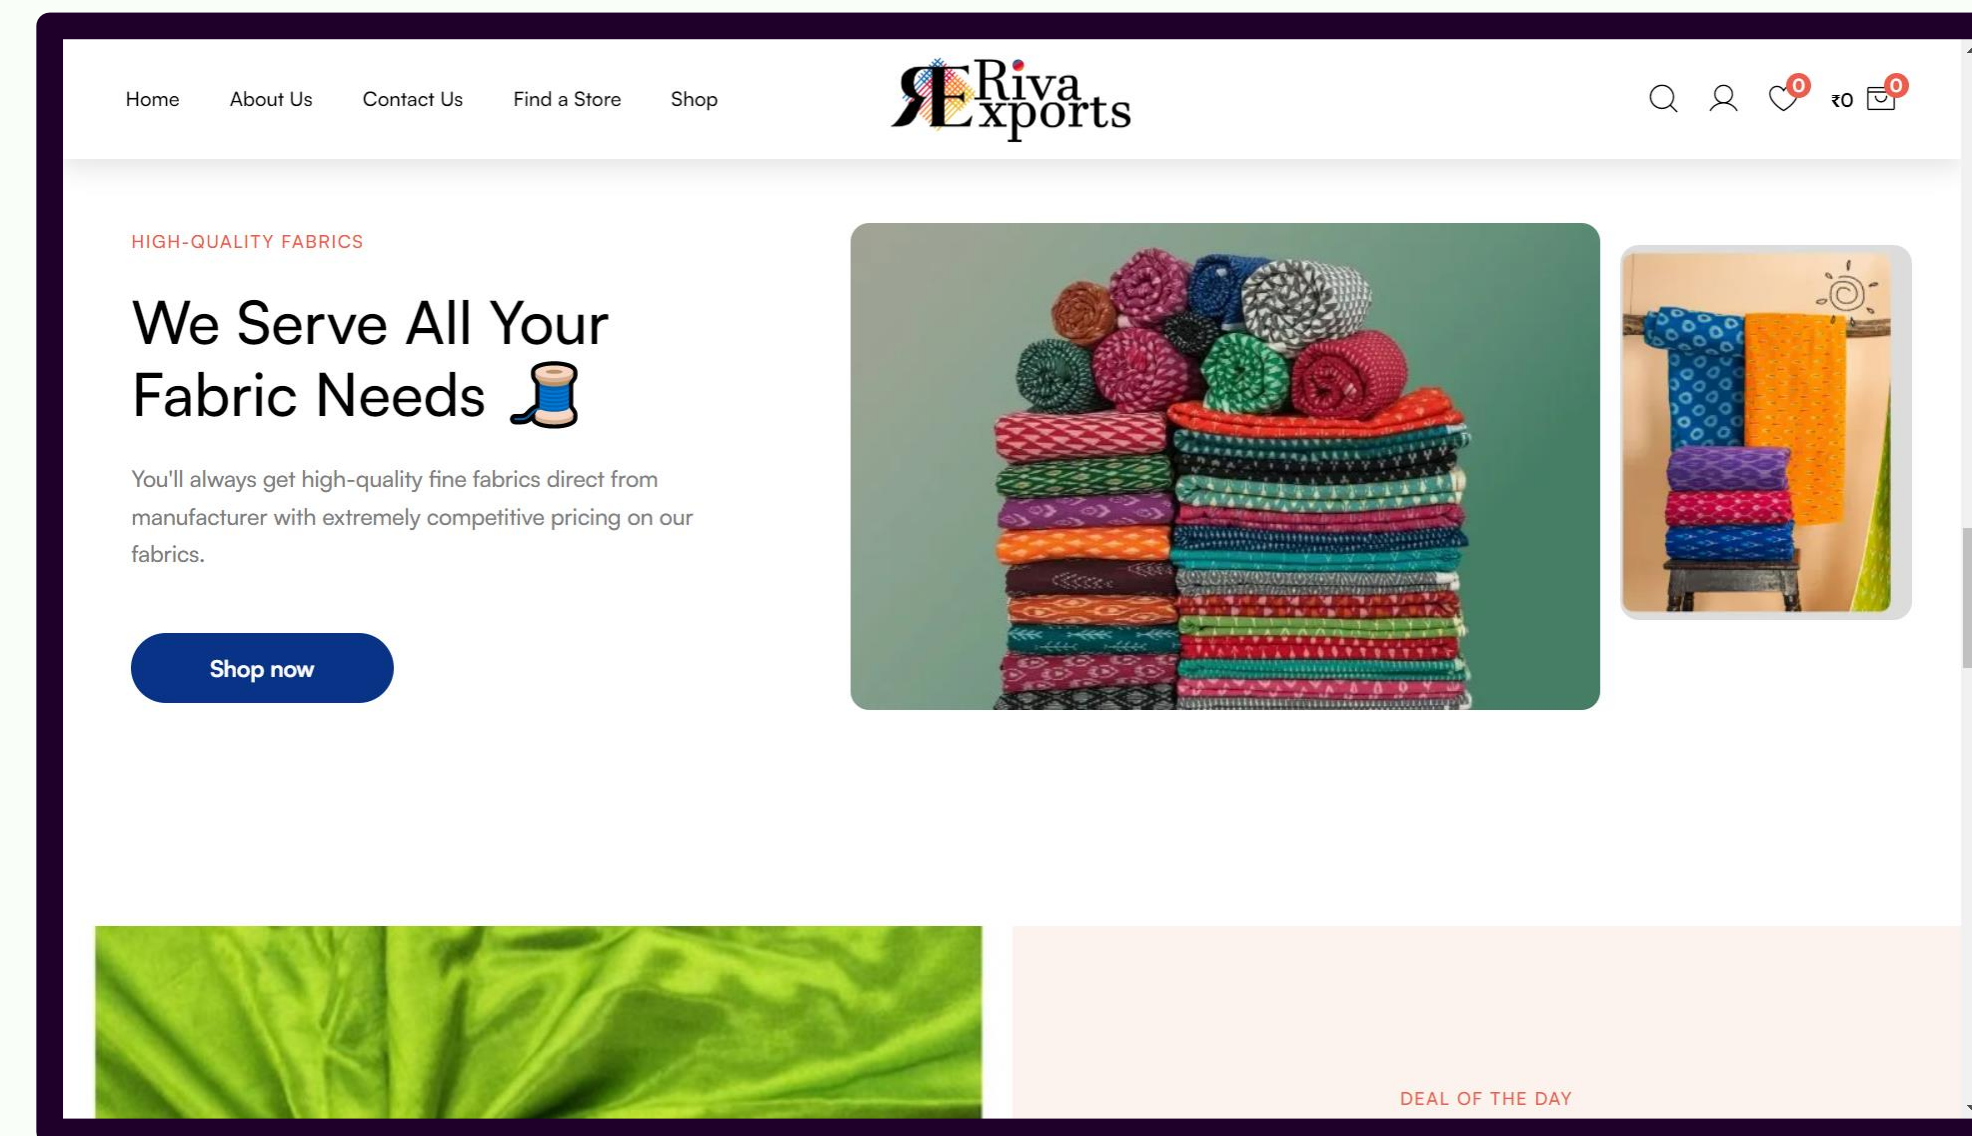 Home About Us Contact Us Find a Store Shop
RE Riva
Exports
0 ₹0 0
HIGH-QUALITY FABRICS
We Serve All Your
Fabric Needs
You'll always get high-quality fine fabrics direct from
manufacturer with extremely competitive pricing on our
fabrics.
Shop now
DEAL OF THE DAY